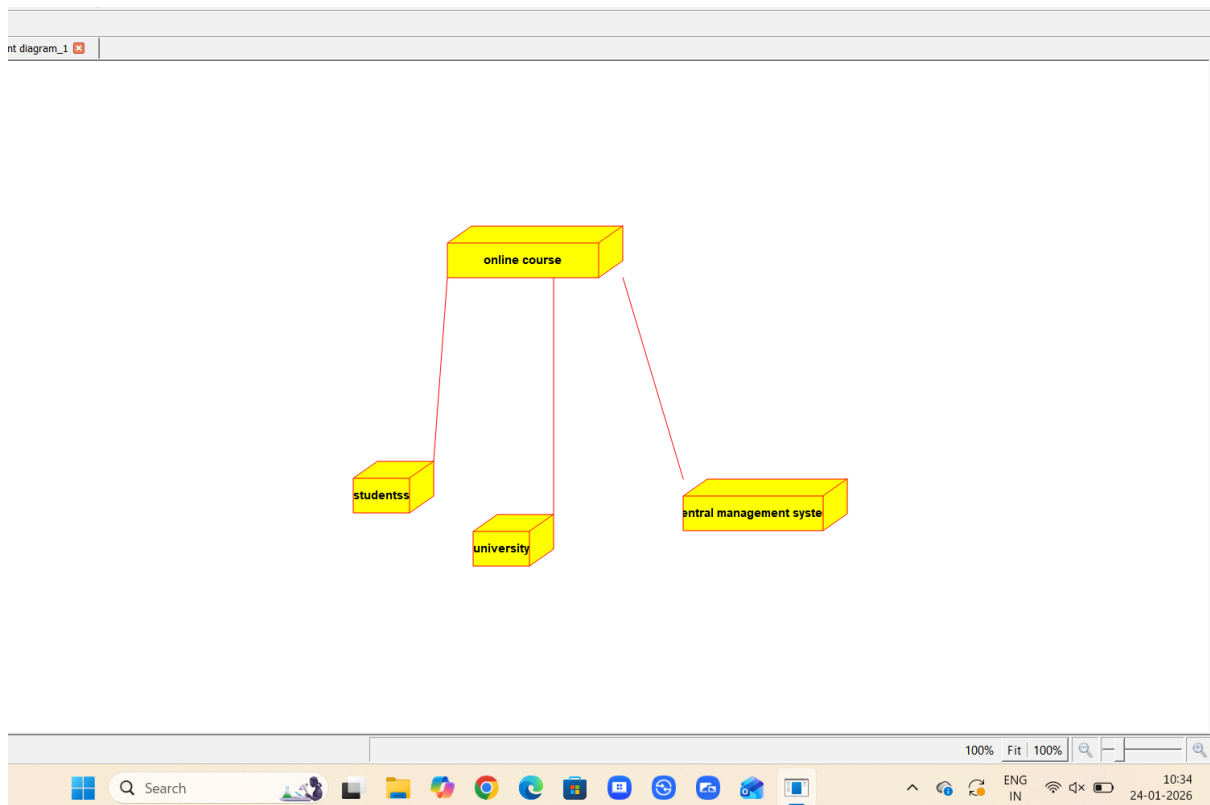 nt diagram_1
online course
studentss
university
entral management syste
100% Fit 100%
Search
ENG
IN
10:34
24-01-2026